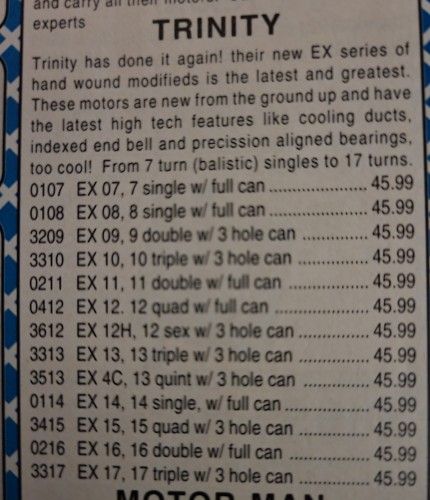 and carry all their motors.
experts
TRINITY
Trinity has done it again! their new EX series of
hand wound modifieds is the latest and greatest.
These motors are new from the ground up and have
the latest high tech features like cooling ducts,
indexed end bell and precission aligned bearings,
too cool! From 7 turn (balistic) singles to 17 turns.
0107 EX 07, 7 single w/ full can ..................... 45.99
0108 EX 08, 8 single w/ full can ..................... 45.99
3209 EX 09, 9 double w/ 3 hole can .............. 45.99
3310 EX 10, 10 triple w/ 3 hole can ............... 45.99
0211 EX 11, 11 double w/ full can .................. 45.99
0412 EX 12. 12 quad w/ full can .................... 45.99
3612 EX 12H, 12 sex w/ 3 hole can ............... 45.99
3313 EX 13, 13 triple w/ 3 hole can ............... 45.99
3513 EX 4C, 13 quint w/ 3 hole can .............. 45.99
0114 EX 14, 14 single, w/ full can .................. 45.99
3415 EX 15, 15 quad w/ 3 hole can ............... 45.99
0216 EX 16, 16 double w/ full can .................. 45.99
3317 EX 17, 17 triple w/ 3 hole can ............... 45.99
MOTOR MAN